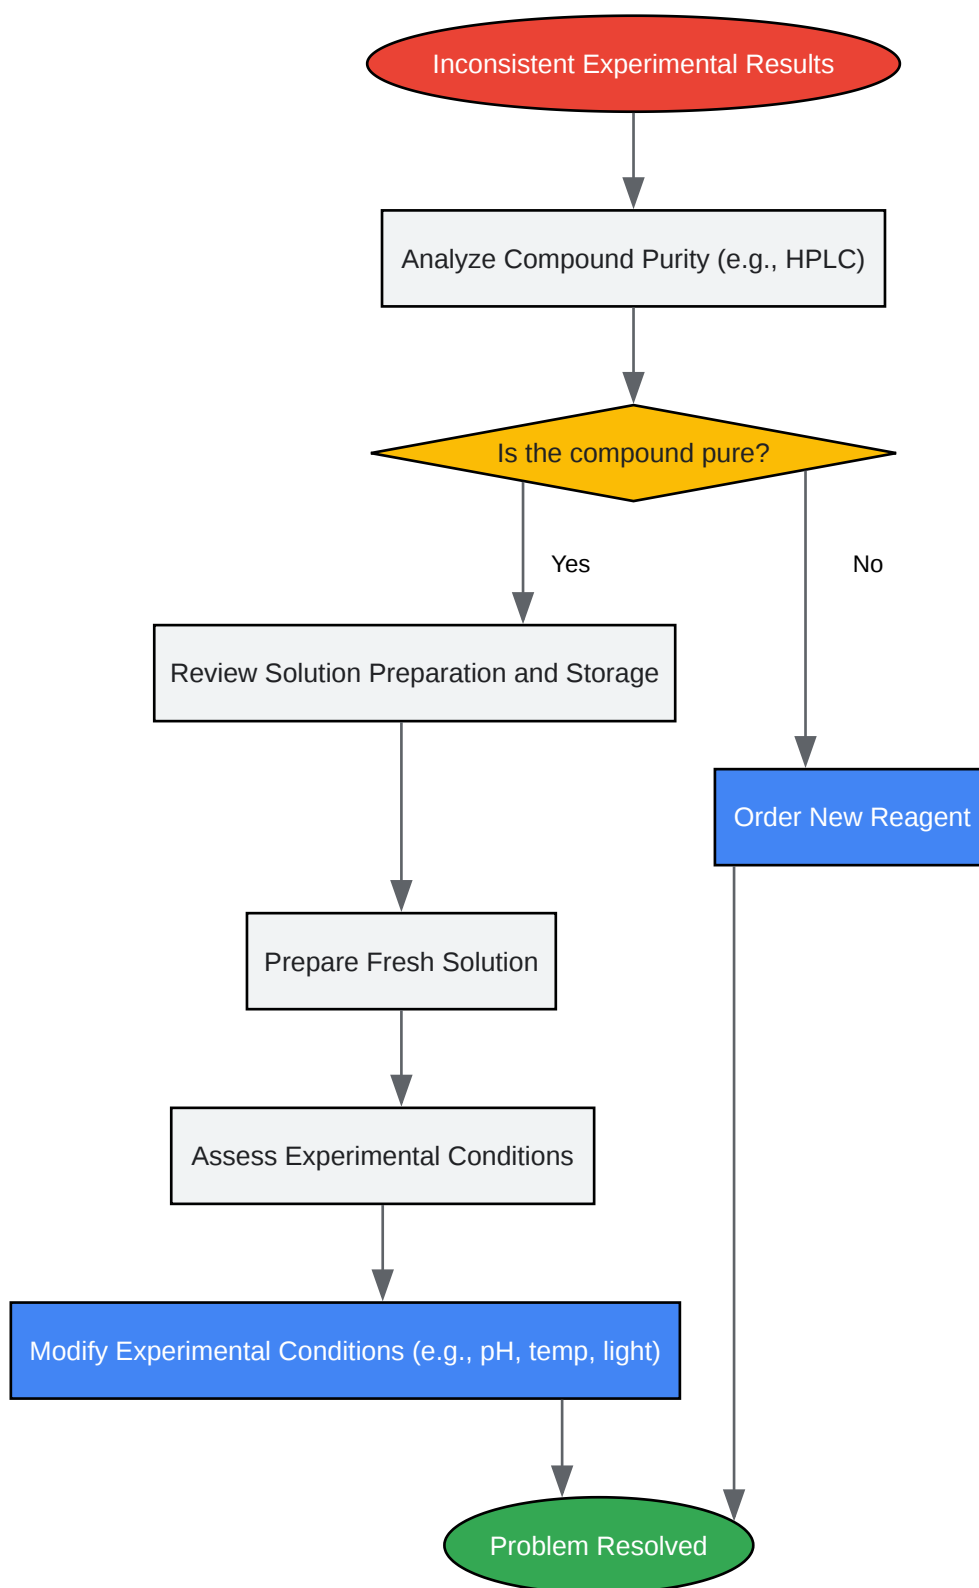 Inconsistent Experimental Results
Analyze Compound Purity (e.g., HPLC)
Is the compound pure?
Yes
No
Review Solution Preparation and Storage
Order New Reagent
Prepare Fresh Solution
Assess Experimental Conditions
Modify Experimental Conditions (e.g., pH, temp, light)
Problem Resolved